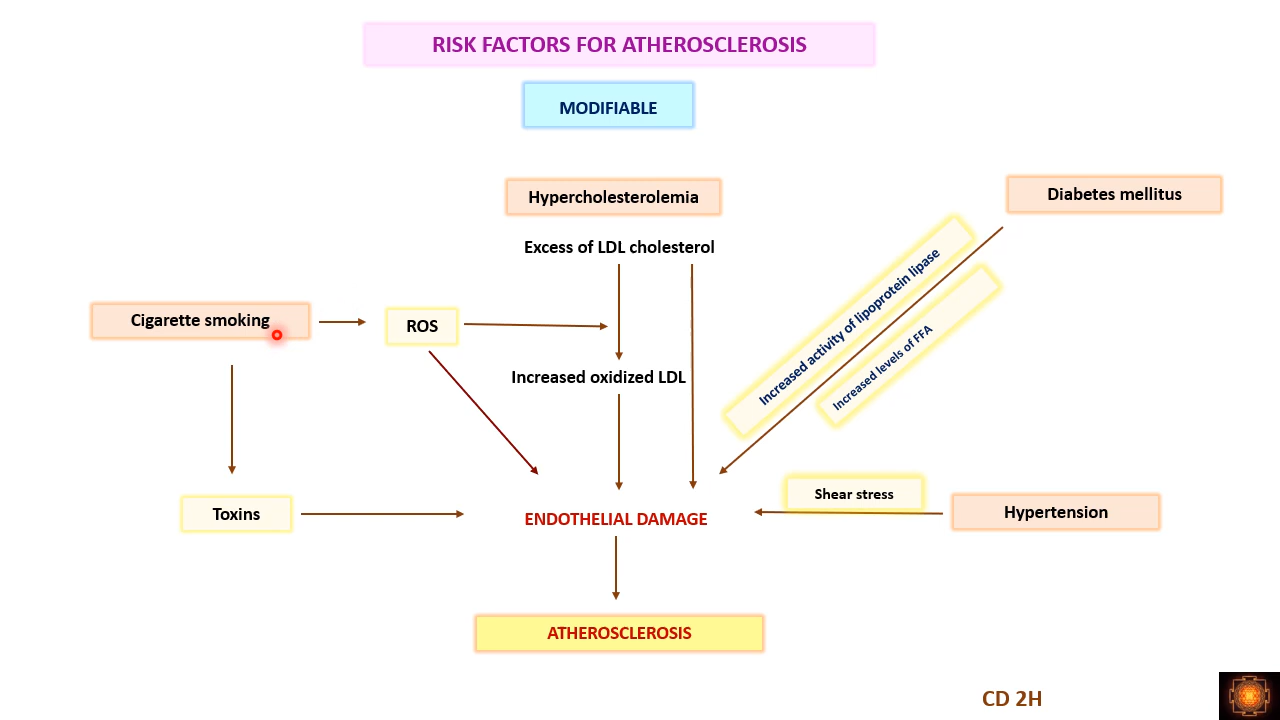 RISK FACTORS FOR ATHEROSCLEROSIS
MODIFIABLE
Hypercholesterolemia
Diabetes mellitus
Excess of LDL cholesterol
Increased activity of lipoprotein lipase
Increased levels of FFA
Cigarette smoking
ROS
Increased oxidized LDL
Shear stress
Toxins
ENDOTHELIAL DAMAGE
Hypertension
ATHEROSCLEROSIS
CD 2H